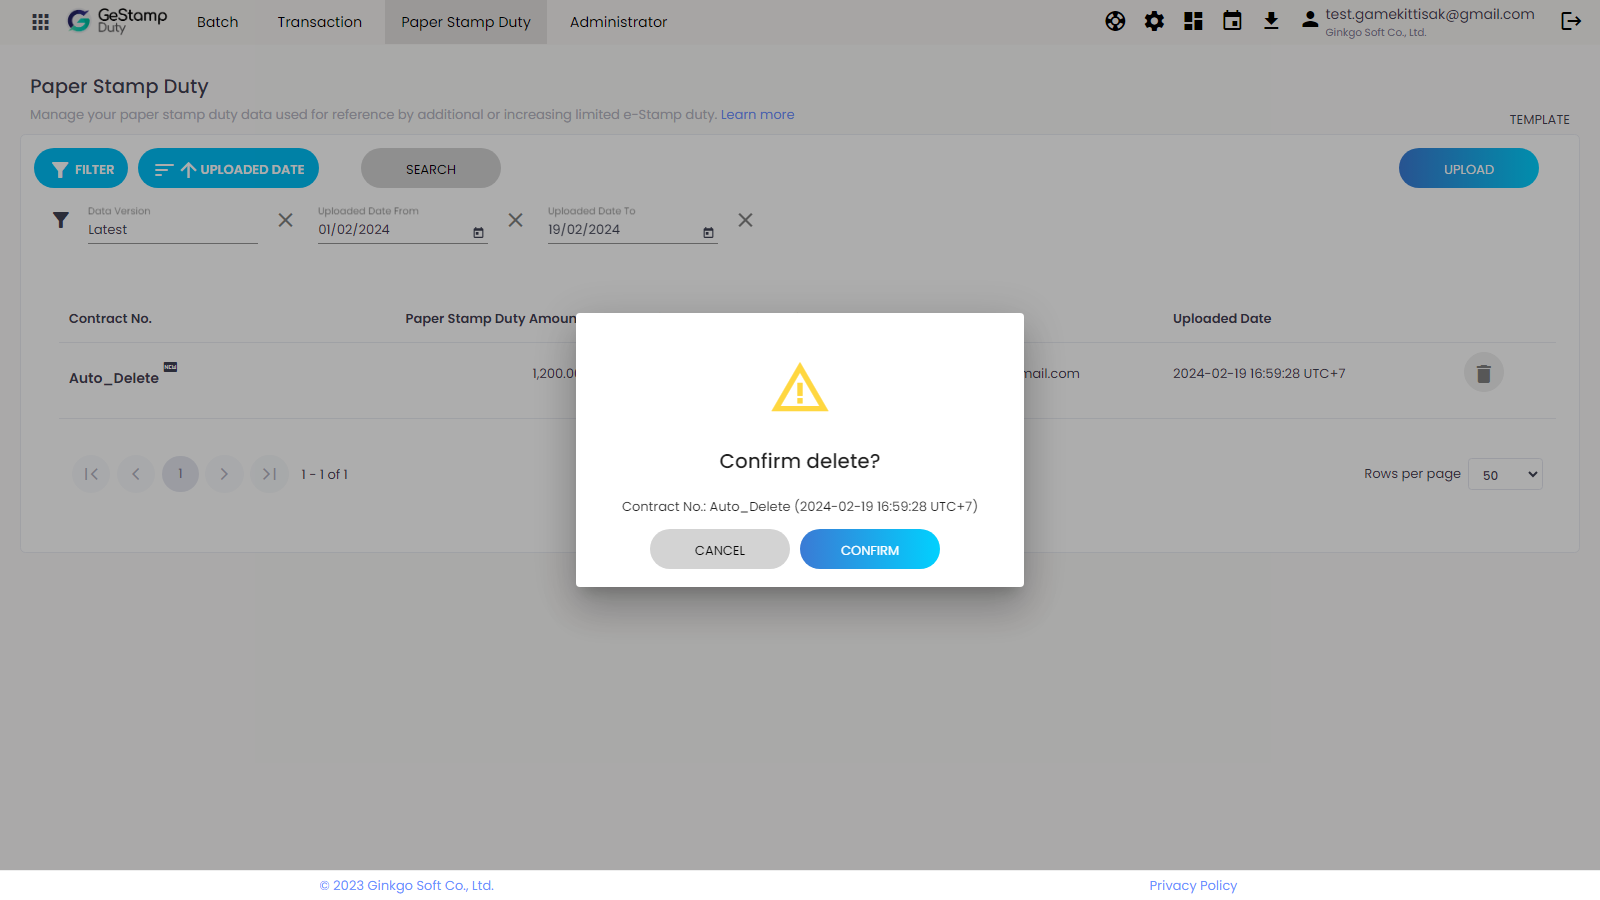 GeStamp
Duty
Batch
Transaction
Paper Stamp Duty
Administrator
test.gamekittisak@gmail.com
Ginkgo Soft Co., Ltd.
Paper Stamp Duty
Manage your paper stamp duty data used for reference by additional or increasing limited e-Stamp duty. Learn more
TEMPLATE
FILTER
UPLOADED DATE
SEARCH
UPLOAD
Data Version
Latest
Uploaded Date From
01/02/2024
Uploaded Date To
19/02/2024
Contract No.
Paper Stamp Duty Amoun
Uploaded Date
Auto_Delete
NEW
1,200.0
mail.com
2024-02-19 16:59:28 UTC+7
Confirm delete?
Contract No.: Auto_Delete (2024-02-19 16:59:28 UTC+7)
CANCEL
CONFIRM
1
1 - 1 of 1
Rows per page
50
© 2023 Ginkgo Soft Co., Ltd.
Privacy Policy